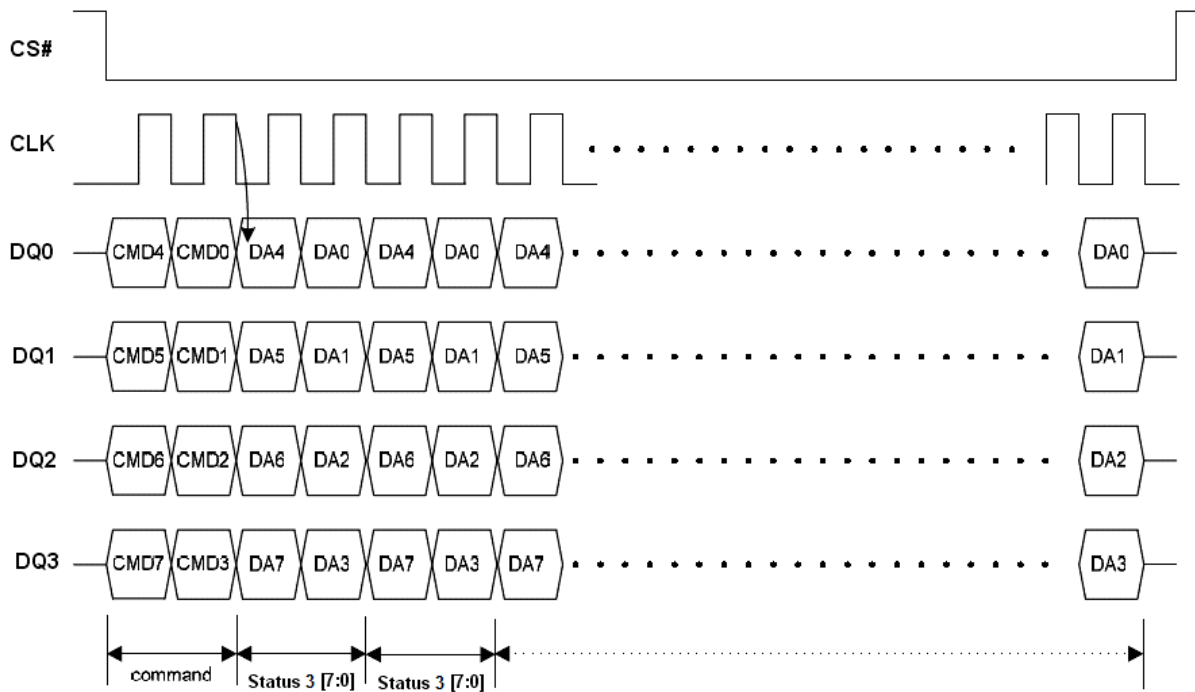 CS#
CLK
DQ0 CMD4 CMD0 DA4 DA0 DA4 DA0 DA4 DA0
DQ1 CMD5 CMD1 DA5 DA1 DA5 DA1 DA5 DA1
DQ2 CMD6 CMD2 DA6 DA2 DA6 DA2 DA6 DA2
DQ3 CMD7 CMD3 DA7 DA3 DA7 DA3 DA7 DA3
command Status 3 [7:0] Status 3 [7:0]